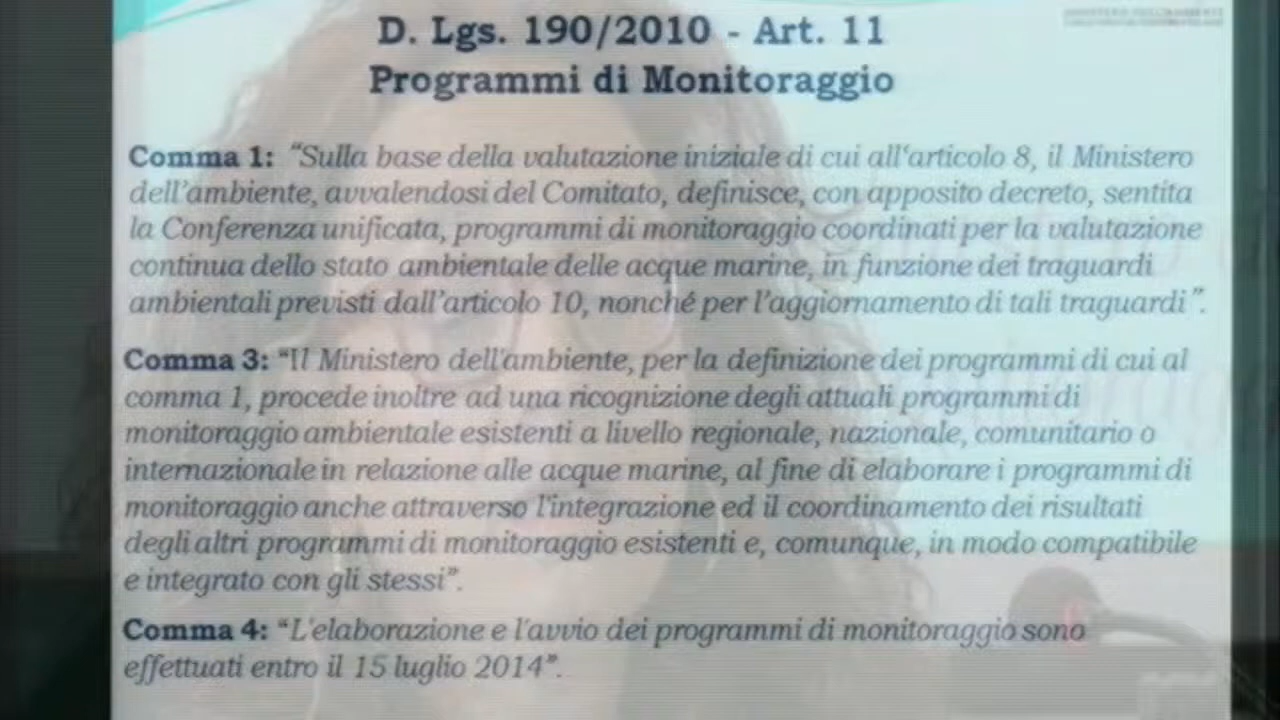 D. Lgs. 190/2010 - Art. 11
Programmi di Monitoraggio
Comma 1: “Sulla base della valutazione iniziale di cui all‘articolo 8, il Ministero
dell’ambiente, avvalendosi del Comitato, definisce, con apposito decreto, sentita
la Conferenza unificata, programmi di monitoraggio coordinati per la valutazione
continua dello stato ambientale delle acque marine, in funzione dei traguardi
ambientali previsti dall’articolo 10, nonché per l’aggiornamento di tali traguardi”.
Comma 3: “Il Ministero dell'ambiente, per la definizione dei programmi di cui al
comma 1, procede inoltre ad una ricognizione degli attuali programmi di
monitoraggio ambientale esistenti a livello regionale, nazionale, comunitario o
internazionale in relazione alle acque marine, al fine di elaborare i programmi di
monitoraggio anche attraverso l'integrazione ed il coordinamento dei risultati
degli altri programmi di monitoraggio esistenti e, comunque, in modo compatibile
e integrato con gli stessi”.
Comma 4: “L'elaborazione e l'avvio dei programmi di monitoraggio sono
effettuati entro il 15 luglio 2014”.